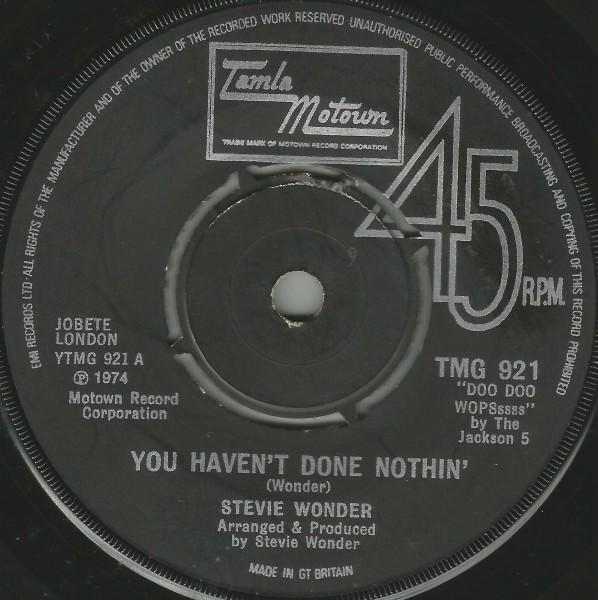 EMI RECORDS LTD·ALL RIGHTS OF THE MANUFACTURER AND OF THE OWNER OF THE RECORDED WORK RESERVED UNAUTHORISED PUBLIC PERFORMANCE BROADCASTING AND COPYING OF THIS RECORD PROHIBITED
Tamla
Motown
TRADE MARK OF MOTOWN RECORD CORPORATION
45
R.P.M.
JOBETE
LONDON
YTMG 921 A
℗ 1974
Motown Record
Corporation
TMG 921
"DOO DOO
WOPSssss"
by The
Jackson 5
YOU HAVEN'T DONE NOTHIN'
(Wonder)
STEVIE WONDER
Arranged & Produced
by Stevie Wonder
MADE IN GT BRITAIN